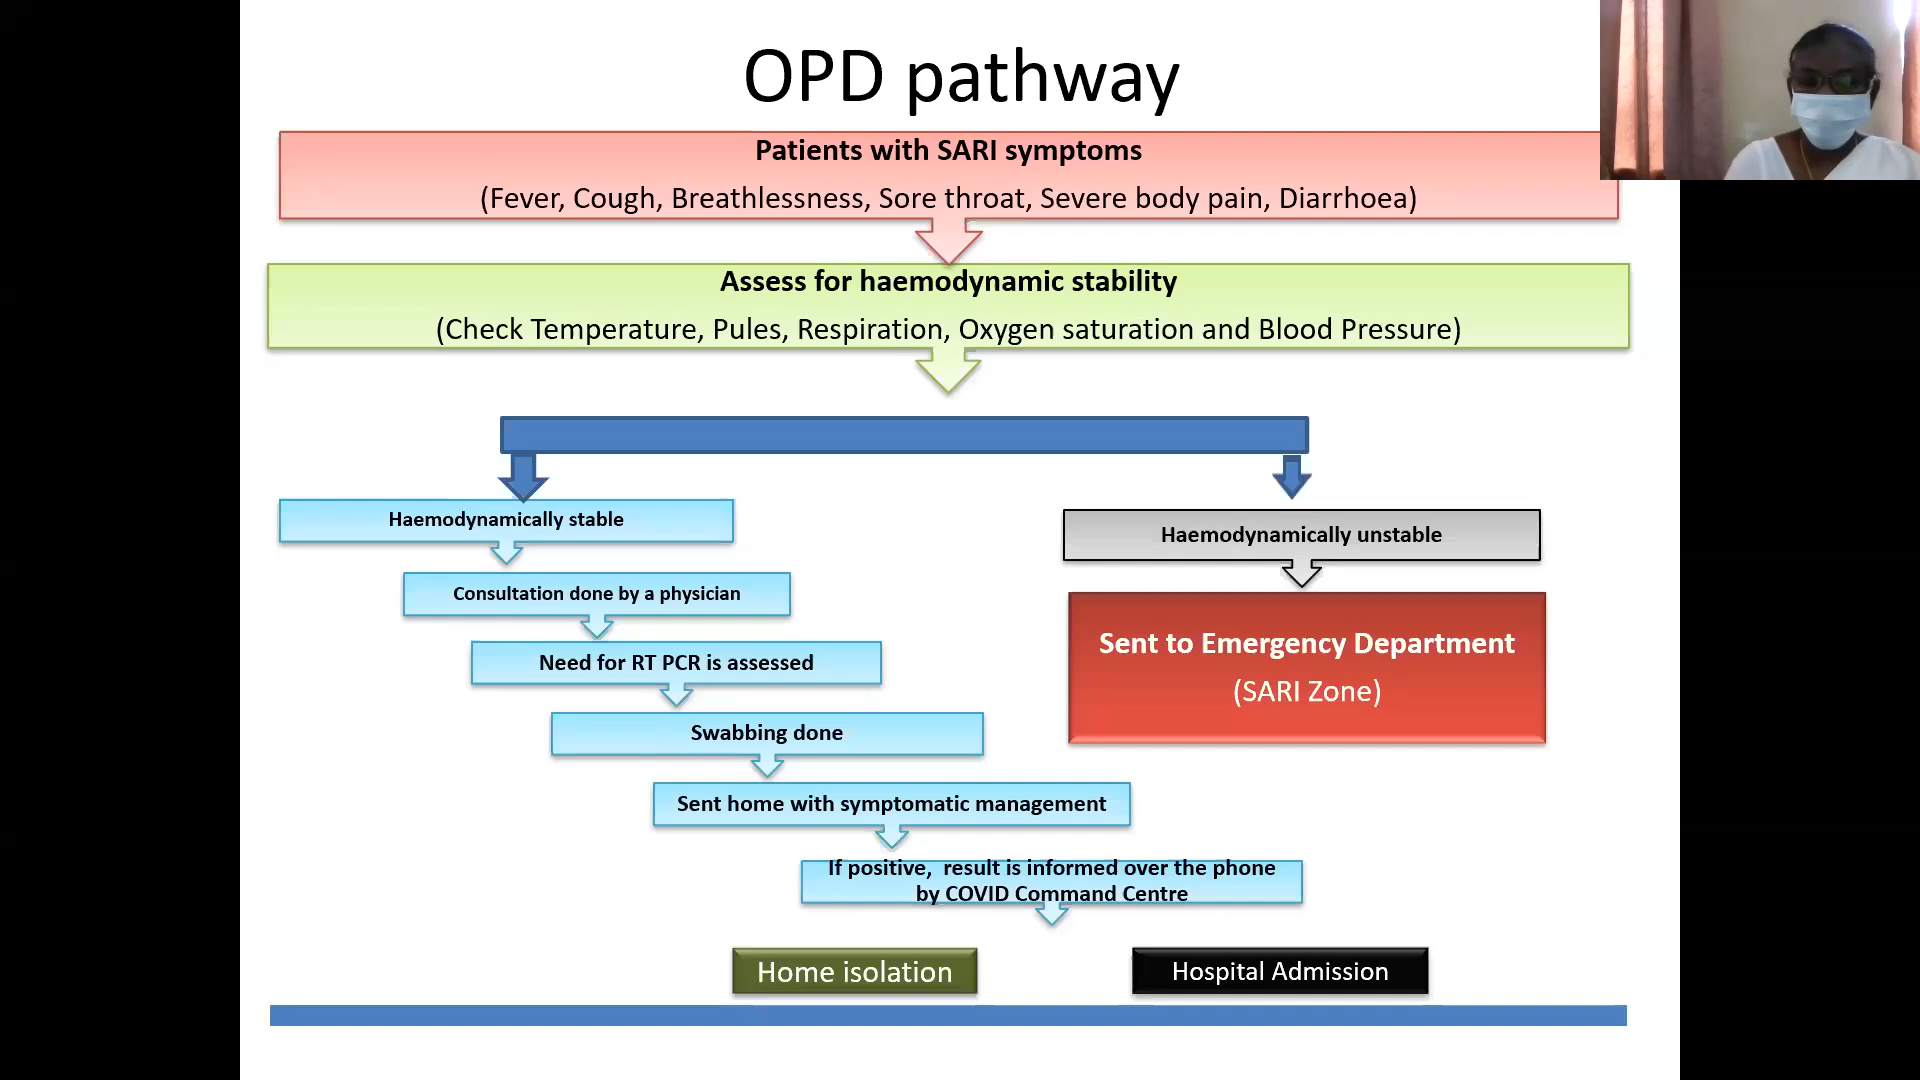 OPD pathway
Patients with SARI symptoms
(Fever, Cough, Breathlessness, Sore throat, Severe body pain, Diarrhoea)
Assess for haemodynamic stability
(Check Temperature, Pules, Respiration, Oxygen saturation and Blood Pressure)
Haemodynamically stable
Consultation done by a physician
Need for RT PCR is assessed
Swabbing done
Sent home with symptomatic management
If positive,  result is informed over the phone
by COVID Command Centre
Haemodynamically unstable
Sent to Emergency Department
(SARI Zone)
Home isolation
Hospital Admission